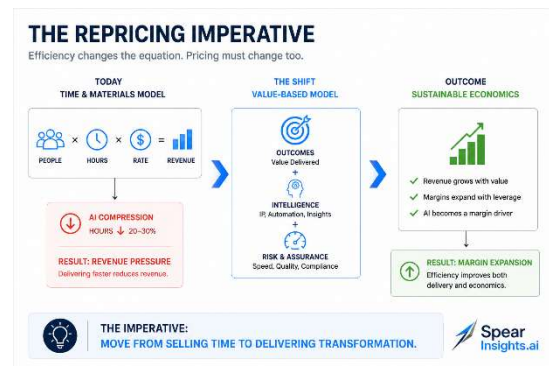 THE REPRICING IMPERATIVE
Efficiency changes the equation. Pricing must change too.
TODAY
TIME & MATERIALS MODEL
PEOPLE × HOURS × $ RATE = REVENUE
AI COMPRESSION
HOURS ↓ 20–30%
RESULT: REVENUE PRESSURE
Delivering faster reduces revenue.
THE SHIFT
VALUE-BASED MODEL
OUTCOMES
Value Delivered
+
INTELLIGENCE
IP, Automation, Insights
+
RISK & ASSURANCE
Speed, Quality, Compliance
OUTCOME
SUSTAINABLE ECONOMICS
✓ Revenue grows with value
✓ Margins expand with leverage
✓ AI becomes a margin driver
RESULT: MARGIN EXPANSION
Efficiency improves both
delivery and economics.
THE IMPERATIVE:
MOVE FROM SELLING TIME TO DELIVERING TRANSFORMATION.
Spear
Insights.ai